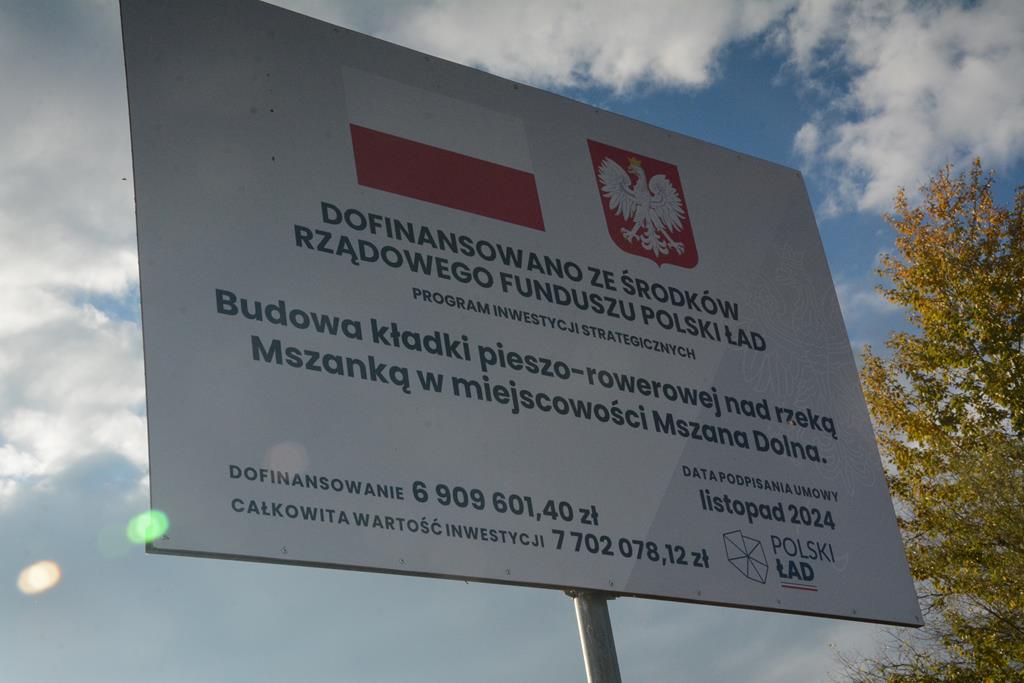 DOFINANSOWANO ZE ŚRODKÓW
RZĄDOWEGO FUNDUSZU POLSKI ŁAD
PROGRAM INWESTYCJI STRATEGICZNYCH
Budowa kładki pieszo-rowerowej nad rzeką
Mszanką w miejscowości Mszana Dolna.
DOFINANSOWANIE 6 909 601,40 zł
CAŁKOWITA WARTOŚĆ INWESTYCJI 7 702 078,12 zł
DATA PODPISANIA UMOWY
listopad 2024
POLSKI
ŁAD